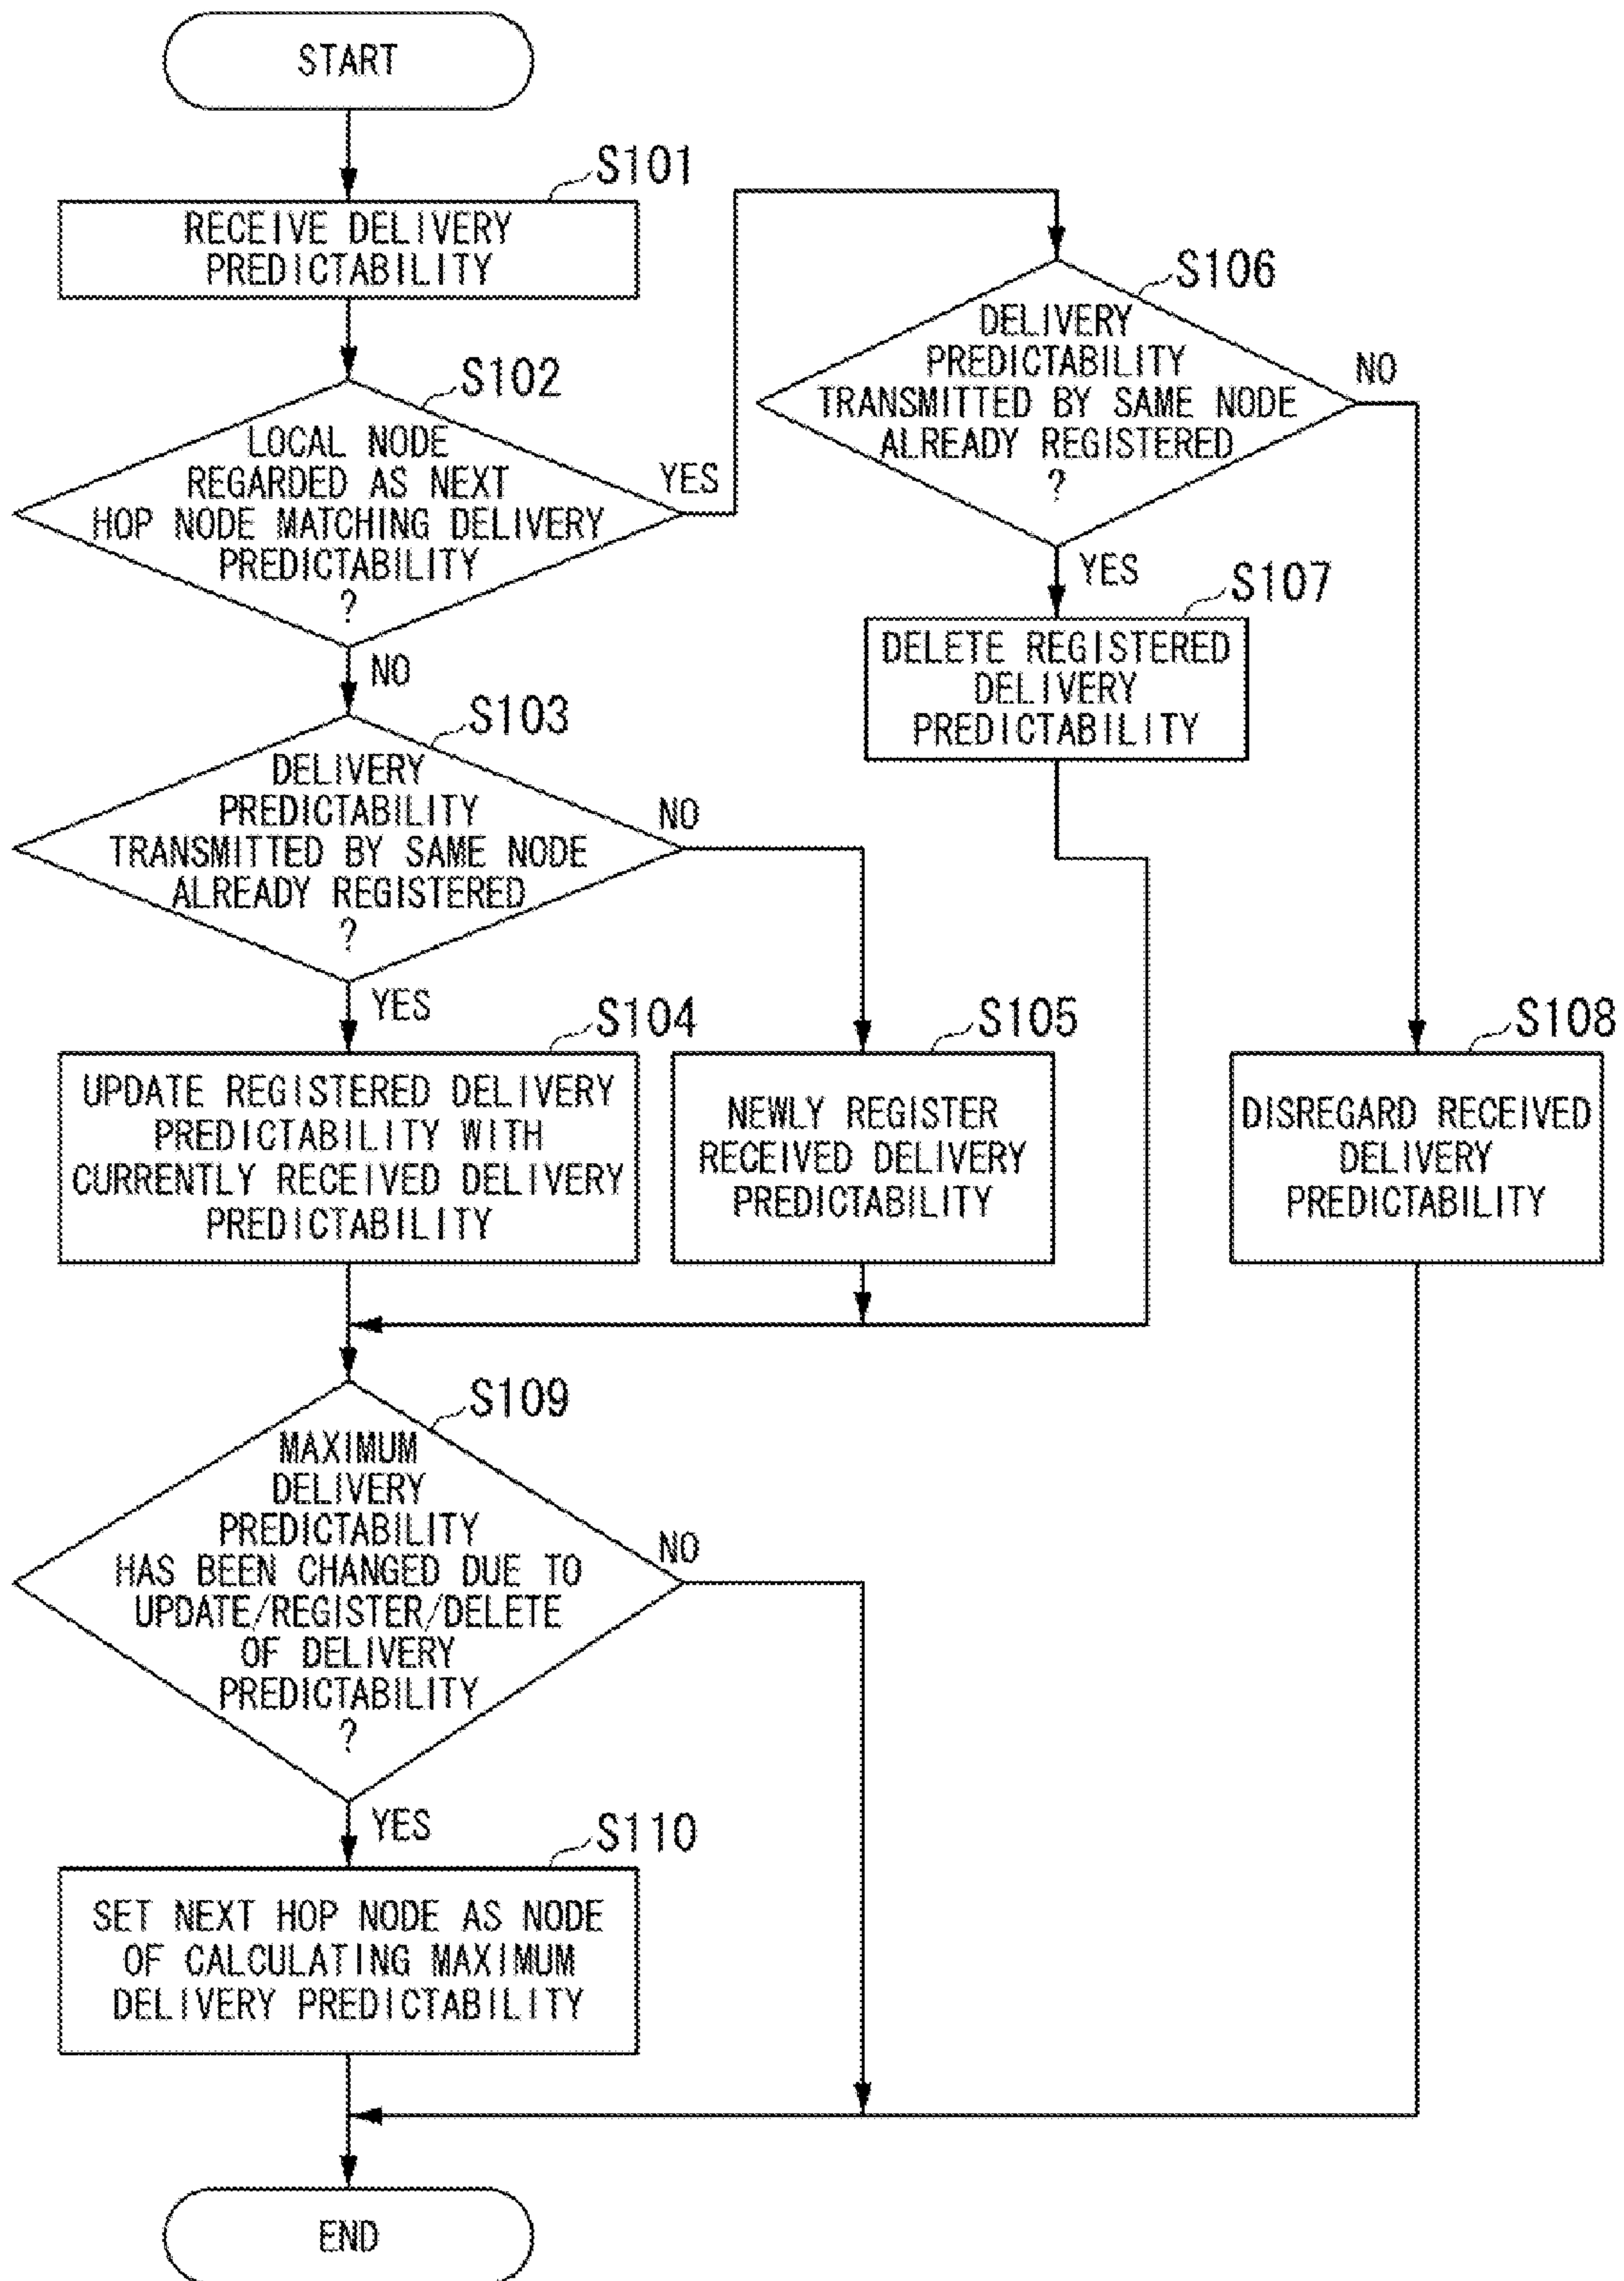 START
S101
RECEIVE DELIVERY
PREDICTABILITY
S102
LOCAL NODE
REGARDED AS NEXT
HOP NODE MATCHING DELIVERY
PREDICTABILITY
?
YES
NO
S106
DELIVERY
PREDICTABILITY
TRANSMITTED BY SAME NODE
ALREADY REGISTERED
?
NO
YES
S107
DELETE REGISTERED
DELIVERY
PREDICTABILITY
S103
DELIVERY
PREDICTABILITY
TRANSMITTED BY SAME NODE
ALREADY REGISTERED
?
NO
YES
S104
UPDATE REGISTERED DELIVERY
PREDICTABILITY WITH
CURRENTLY RECEIVED DELIVERY
PREDICTABILITY
S105
NEWLY REGISTER
RECEIVED DELIVERY
PREDICTABILITY
S108
DISREGARD RECEIVED
DELIVERY
PREDICTABILITY
S109
MAXIMUM
DELIVERY
PREDICTABILITY
HAS BEEN CHANGED DUE TO
UPDATE/REGISTER/DELETE
OF DELIVERY
PREDICTABILITY
?
NO
YES
S110
SET NEXT HOP NODE AS NODE
OF CALCULATING MAXIMUM
DELIVERY PREDICTABILITY
END